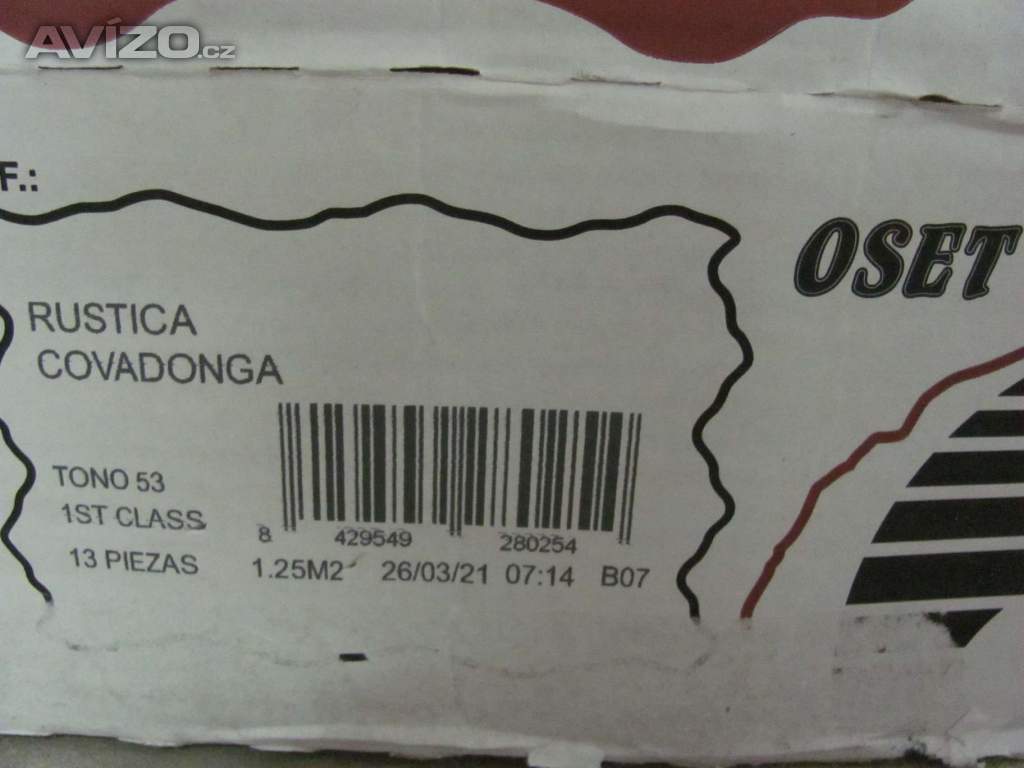 AVÍZO.cz
F.:
OSET
RUSTICA
COVADONGA
TONO 53
1ST CLASS
8 429549 280254
13 PIEZAS 1.25M2 26/03/21 07:14 B07